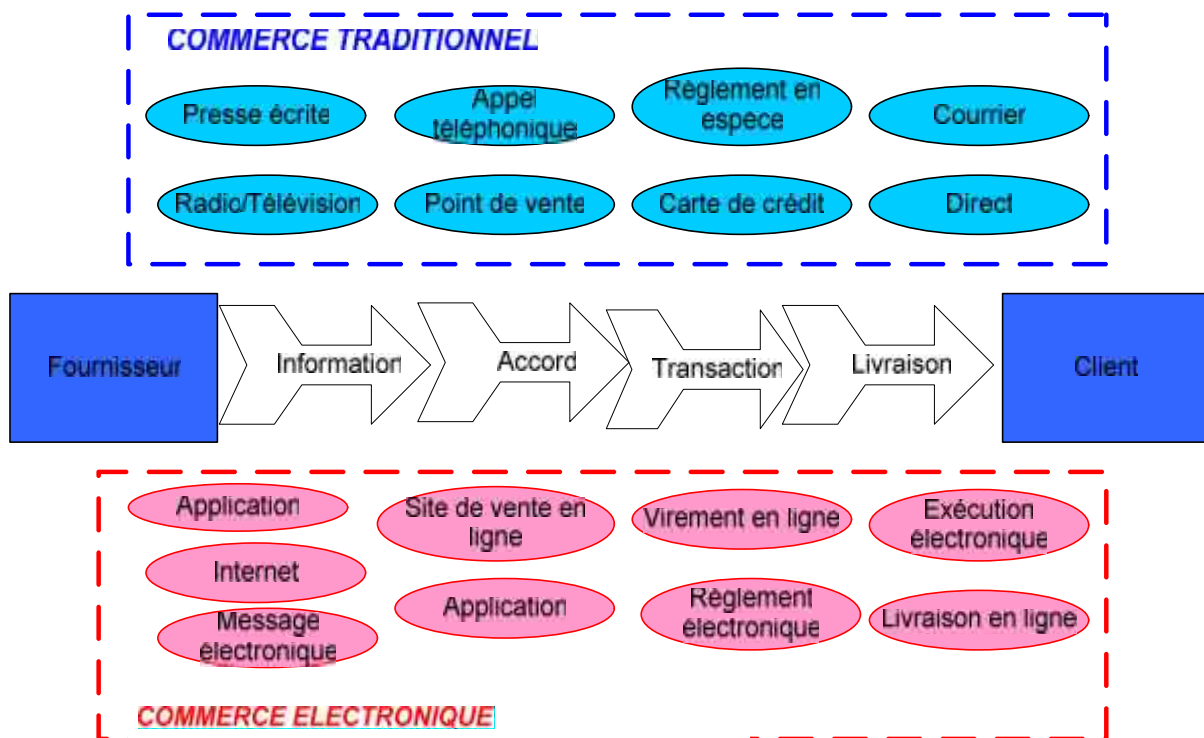 COMMERCE TRADITIONNEL
Presse écrite
Appel
téléphonique
Règlement en
espèce
Courrier
Radio/Télévision
Point de vente
Carte de crédit
Direct
Fournisseur
Information
Accord
Transaction
Livraison
Client
Application
Internet
Message
électronique
Site de vente en
ligne
Application
Virement en ligne
Règlement
électronique
Exécution
électronique
Livraison en ligne
COMMERCE ELECTRONIQUE